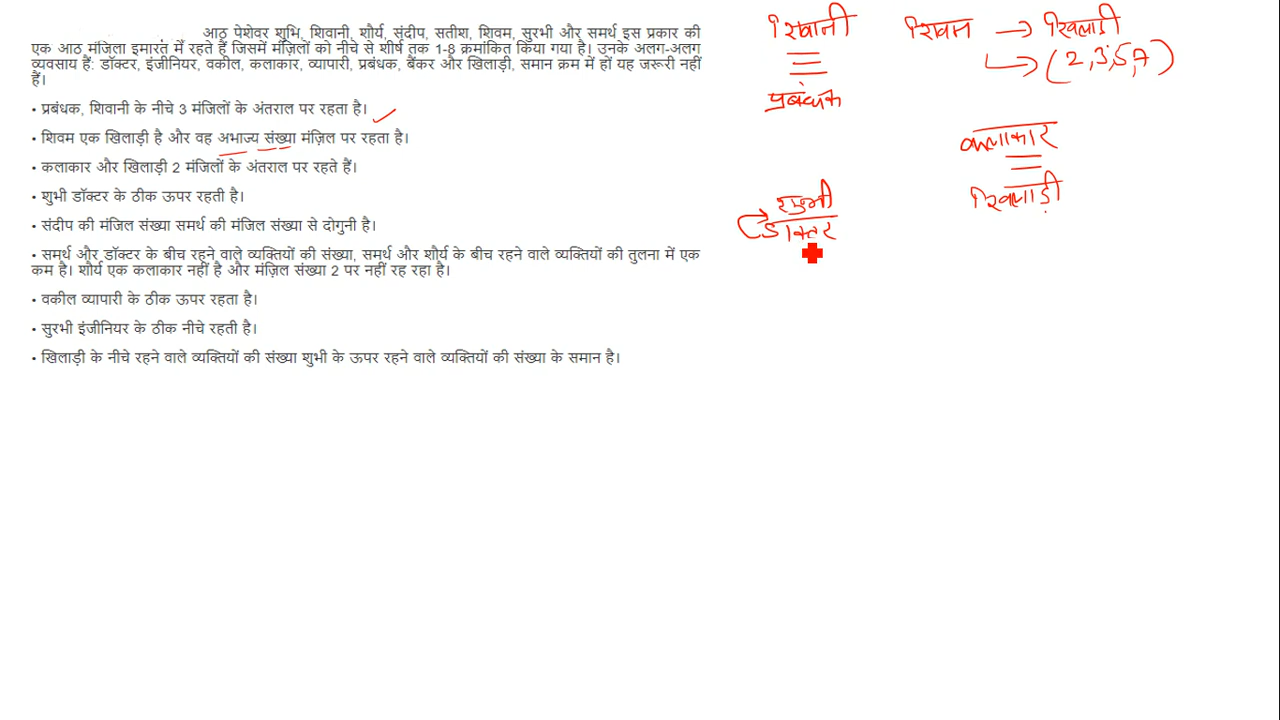 आठ पेशेवर शुभि, शिवानी, शौर्य, संदीप, सतीश, शिवम, सुरभी और समर्थ इस प्रकार की
एक आठ मंजिला इमारत में रहते हैं जिसमें मंज़िलों को नीचे से शीर्ष तक 1-8 क्रमांकित किया गया है। उनके अलग-अलग
व्यवसाय हैं: डॉक्टर, इंजीनियर, वकील, कलाकार, व्यापारी, प्रबंधक, बैंकर और खिलाड़ी, समान क्रम में हों यह जरूरी नहीं
हैं।
• प्रबंधक, शिवानी के नीचे 3 मंजिलों के अंतराल पर रहता है।
• शिवम एक खिलाड़ी है और वह अभाज्य संख्या मंज़िल पर रहता है।
• कलाकार और खिलाड़ी 2 मंजिलों के अंतराल पर रहते हैं।
• शुभी डॉक्टर के ठीक ऊपर रहती है।
• संदीप की मंजिल संख्या समर्थ की मंजिल संख्या से दोगुनी है।
• समर्थ और डॉक्टर के बीच रहने वाले व्यक्तियों की संख्या, समर्थ और शौर्य के बीच रहने वाले व्यक्तियों की तुलना में एक
कम है। शौर्य एक कलाकार नहीं है और मंज़िल संख्या 2 पर नहीं रह रहा है।
• वकील व्यापारी के ठीक ऊपर रहता है।
• सुरभी इंजीनियर के ठीक नीचे रहती है।
• खिलाड़ी के नीचे रहने वाले व्यक्तियों की संख्या शुभी के ऊपर रहने वाले व्यक्तियों की संख्या के समान है।
शिवानी
प्रबंधक
शिवम → खिलाड़ी
(2,3,5,7)
कलाकार
खिलाड़ी
शुभी
डाक्टर